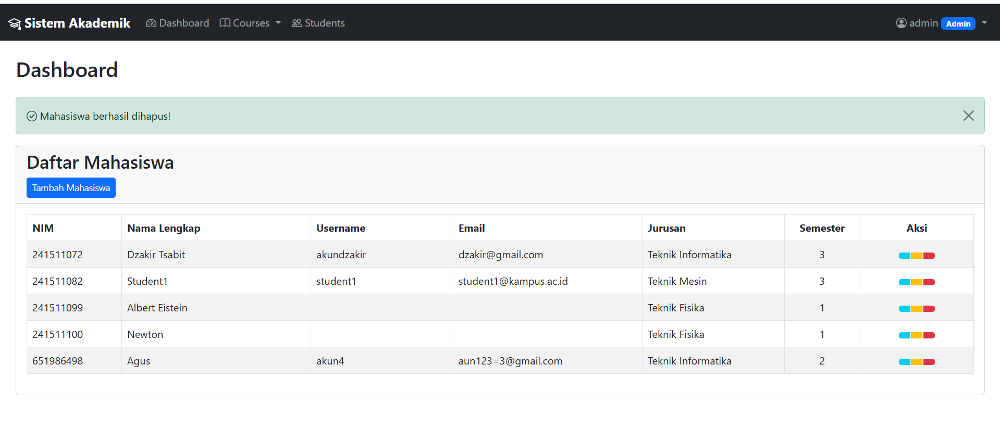 Sistem Akademik Dashboard Courses Students admin Admin
Dashboard
Mahasiswa berhasil dihapus!
Daftar Mahasiswa
Tambah Mahasiswa
NIM Nama Lengkap Username Email Jurusan Semester Aksi
241511072 Dzakir Tsabit akundzakir dzakir@gmail.com Teknik Informatika 3
241511082 Student1 student1 student1@kampus.ac.id Teknik Mesin 3
241511099 Albert Eistein Teknik Fisika 1
241511100 Newton Teknik Fisika 1
651986498 Agus akun4 aun123=3@gmail.com Teknik Informatika 2